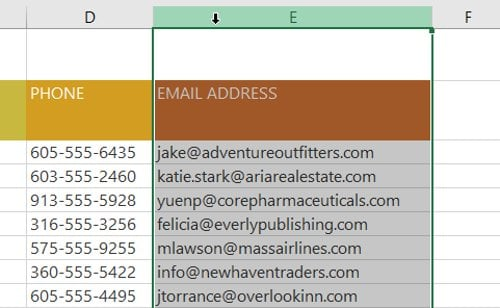 D E F
PHONE EMAIL ADDRESS
605-555-6435 jake@adventureoutfitters.com
603-555-2460 katie.stark@ariarealestate.com
913-555-5928 yuenp@corepharmaceuticals.com
316-555-3256 felicia@everlypublishing.com
575-555-9255 mlawson@massairlines.com
360-555-5422 info@newhaventraders.com
605-555-4495 jtorrance@overlookinn.com